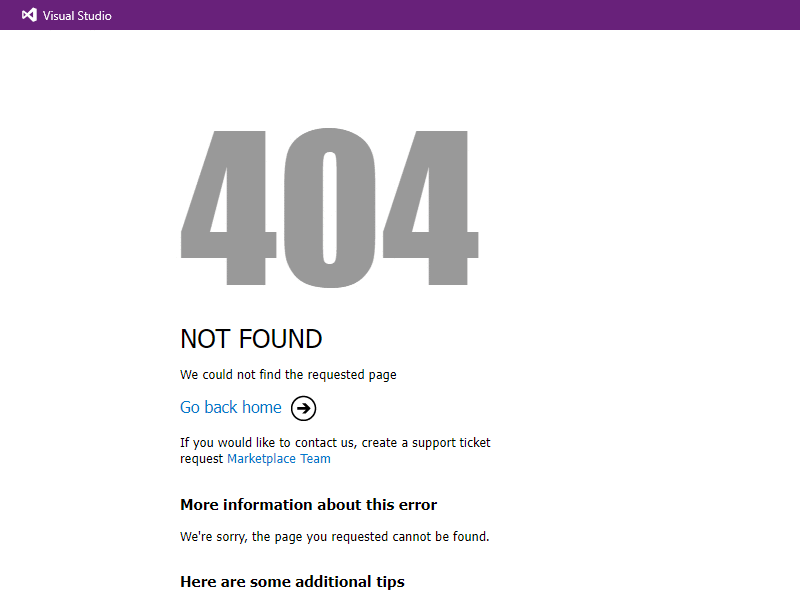 Visual Studio
404
NOT FOUND
We could not find the requested page
Go back home
If you would like to contact us, create a support ticket
request Marketplace Team
More information about this error
We're sorry, the page you requested cannot be found.
Here are some additional tips